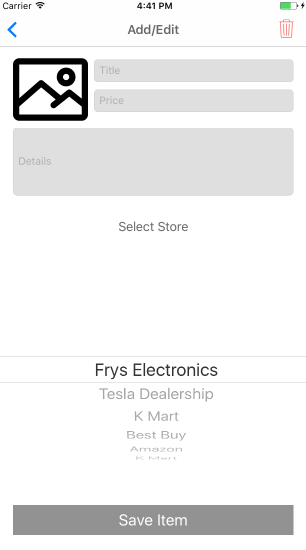 Carrier 4:41 PM
Add/Edit
Title
Price
Details
Select Store
Frys Electronics
Tesla Dealership
K Mart
Best Buy
Amazon
K Mart
Save Item